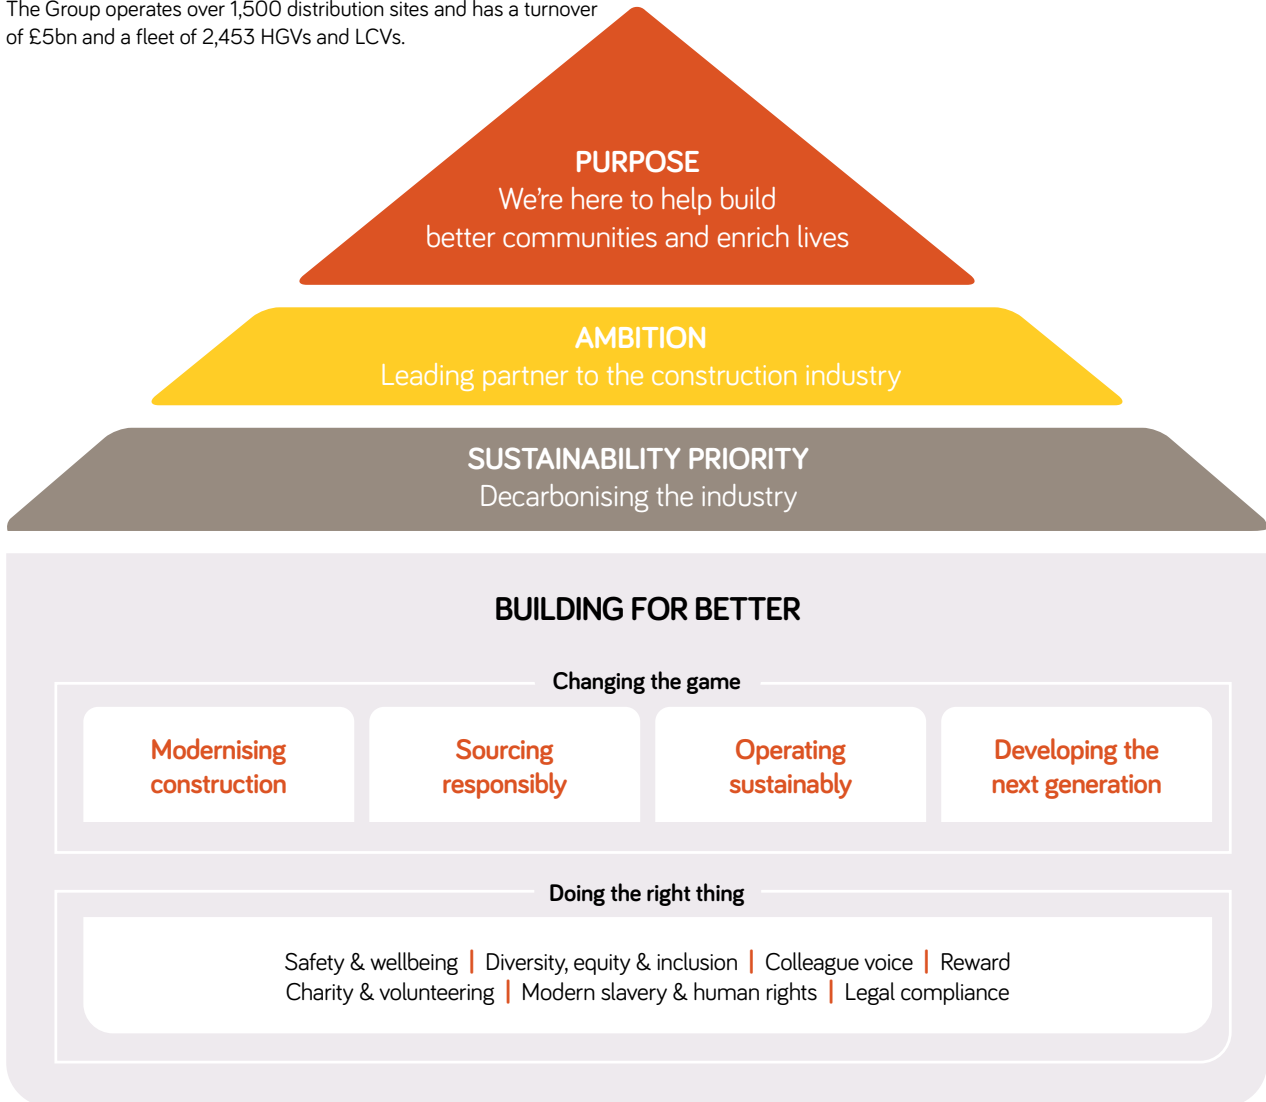 The Group operates over 1,500 distribution sites and has a turnover
of £5bn and a fleet of 2,453 HGVs and LCVs.
PURPOSE
We’re here to help build
better communities and enrich lives
AMBITION
Leading partner to the construction industry
SUSTAINABILITY PRIORITY
Decarbonising the industry
BUILDING FOR BETTER
Changing the game
Modernising
construction
Sourcing
responsibly
Operating
sustainably
Developing the
next generation
Doing the right thing
Safety & wellbeing | Diversity, equity & inclusion | Colleague voice | Reward
Charity & volunteering | Modern slavery & human rights | Legal compliance